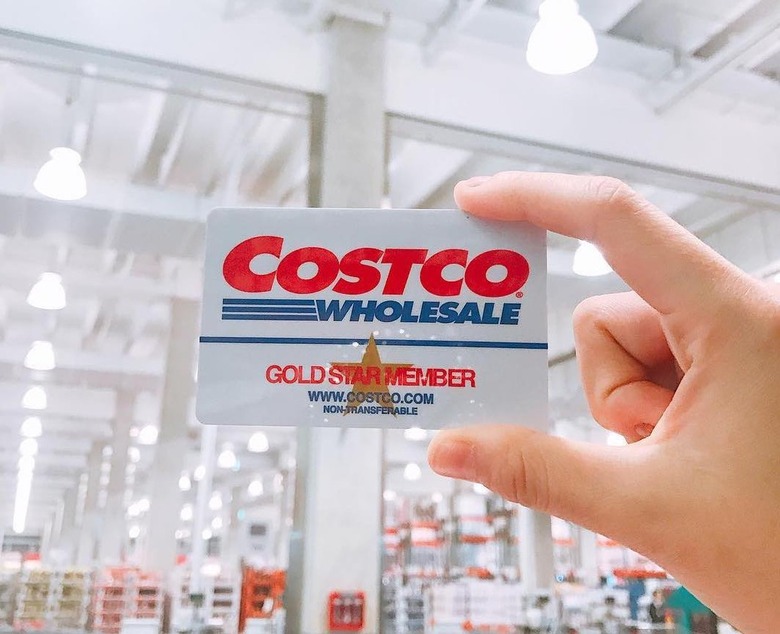 COSTCO®
WHOLESALE
GOLD STAR MEMBER
WWW.COSTCO.COM
NON-TRANSFERABLE